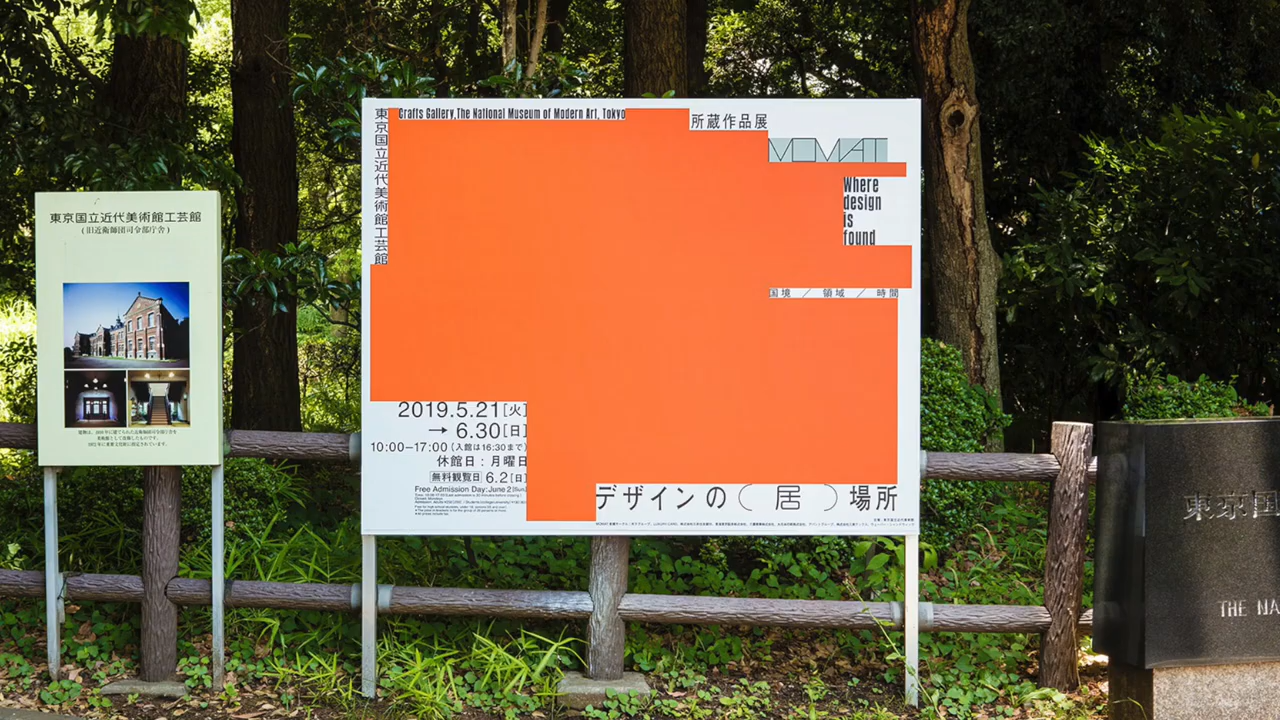 東京国立近代美術館工芸館
(旧近衛師団司令部庁舎)
東京国立近代美術館工芸館
Crafts Gallery,The National Museum of Modern Art, Tokyo
所蔵作品展
MOMAT
Where
design
is
found
国境 / 領域 / 時間
2019.5.21[火]
→ 6.30[日]
10:00–17:00(入館は16:30まで)
休館日:月曜日
無料観覧日 6.2[日]
Free Admission Day:June 2[Sun]
デザインの( 居 )場所
東京国
THE NA